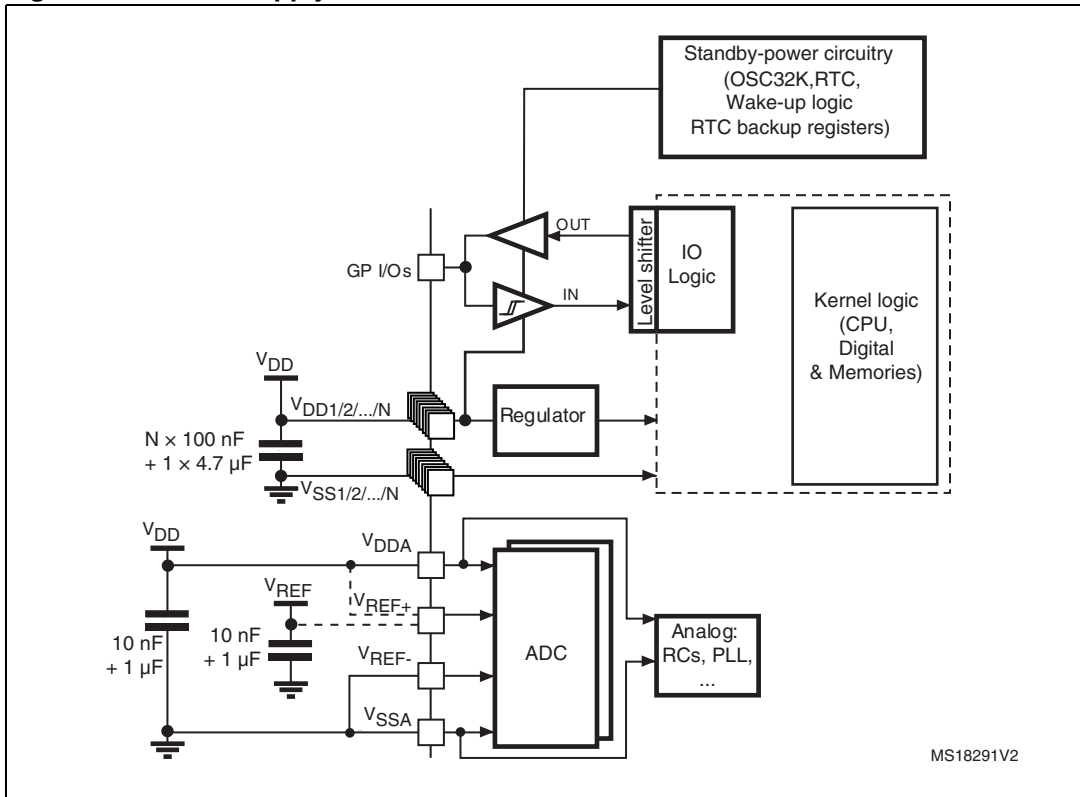 Standby-power circuitry
(OSC32K,RTC,
Wake-up logic
RTC backup registers)
OUT
GP I/Os
IN
Level shifter
IO
Logic
Kernel logic
(CPU,
Digital
& Memories)
VDD
VDD1/2/.../N
Regulator
N × 100 nF
+ 1 × 4.7 µF
VSS1/2/.../N
VDD
VDDA
VREF
VREF+
10 nF
+ 1 µF
10 nF
+ 1 µF
VREF-
ADC
Analog:
RCs, PLL,
...
VSSA
MS18291V2